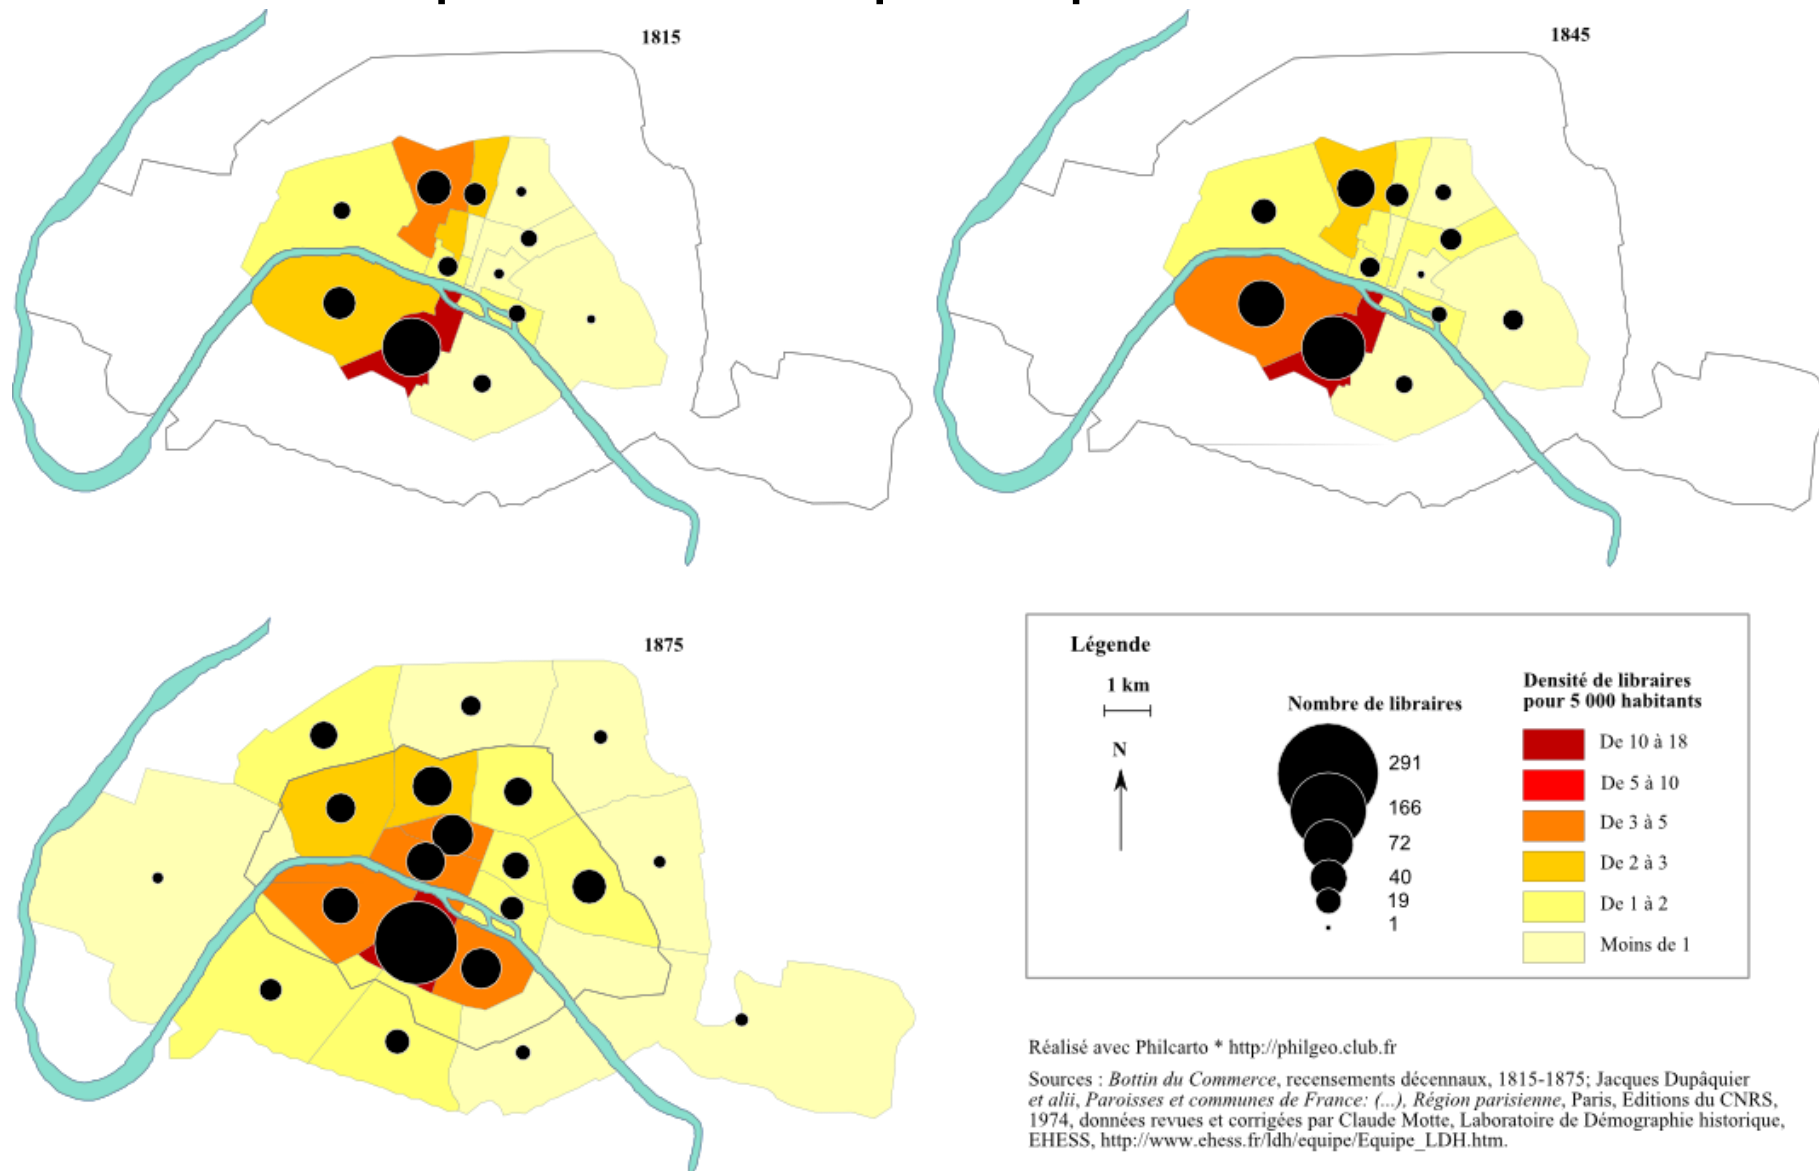 1815
1845
1875
Légende
1 km
N
Nombre de libraires
291
166
72
40
19
1
Densité de libraires
pour 5 000 habitants
De 10 à 18
De 5 à 10
De 3 à 5
De 2 à 3
De 1 à 2
Moins de 1
Réalisé avec Philcarto * http://philgeo.club.fr
Sources : Bottin du Commerce, recensements décennaux, 1815-1875; Jacques Dupâquier
et alii, Paroisses et communes de France: (...), Région parisienne, Paris, Editions du CNRS,
1974, données revues et corrigées par Claude Motte, Laboratoire de Démographie historique,
EHESS, http://www.ehess.fr/ldh/equipe/Equipe_LDH.htm.